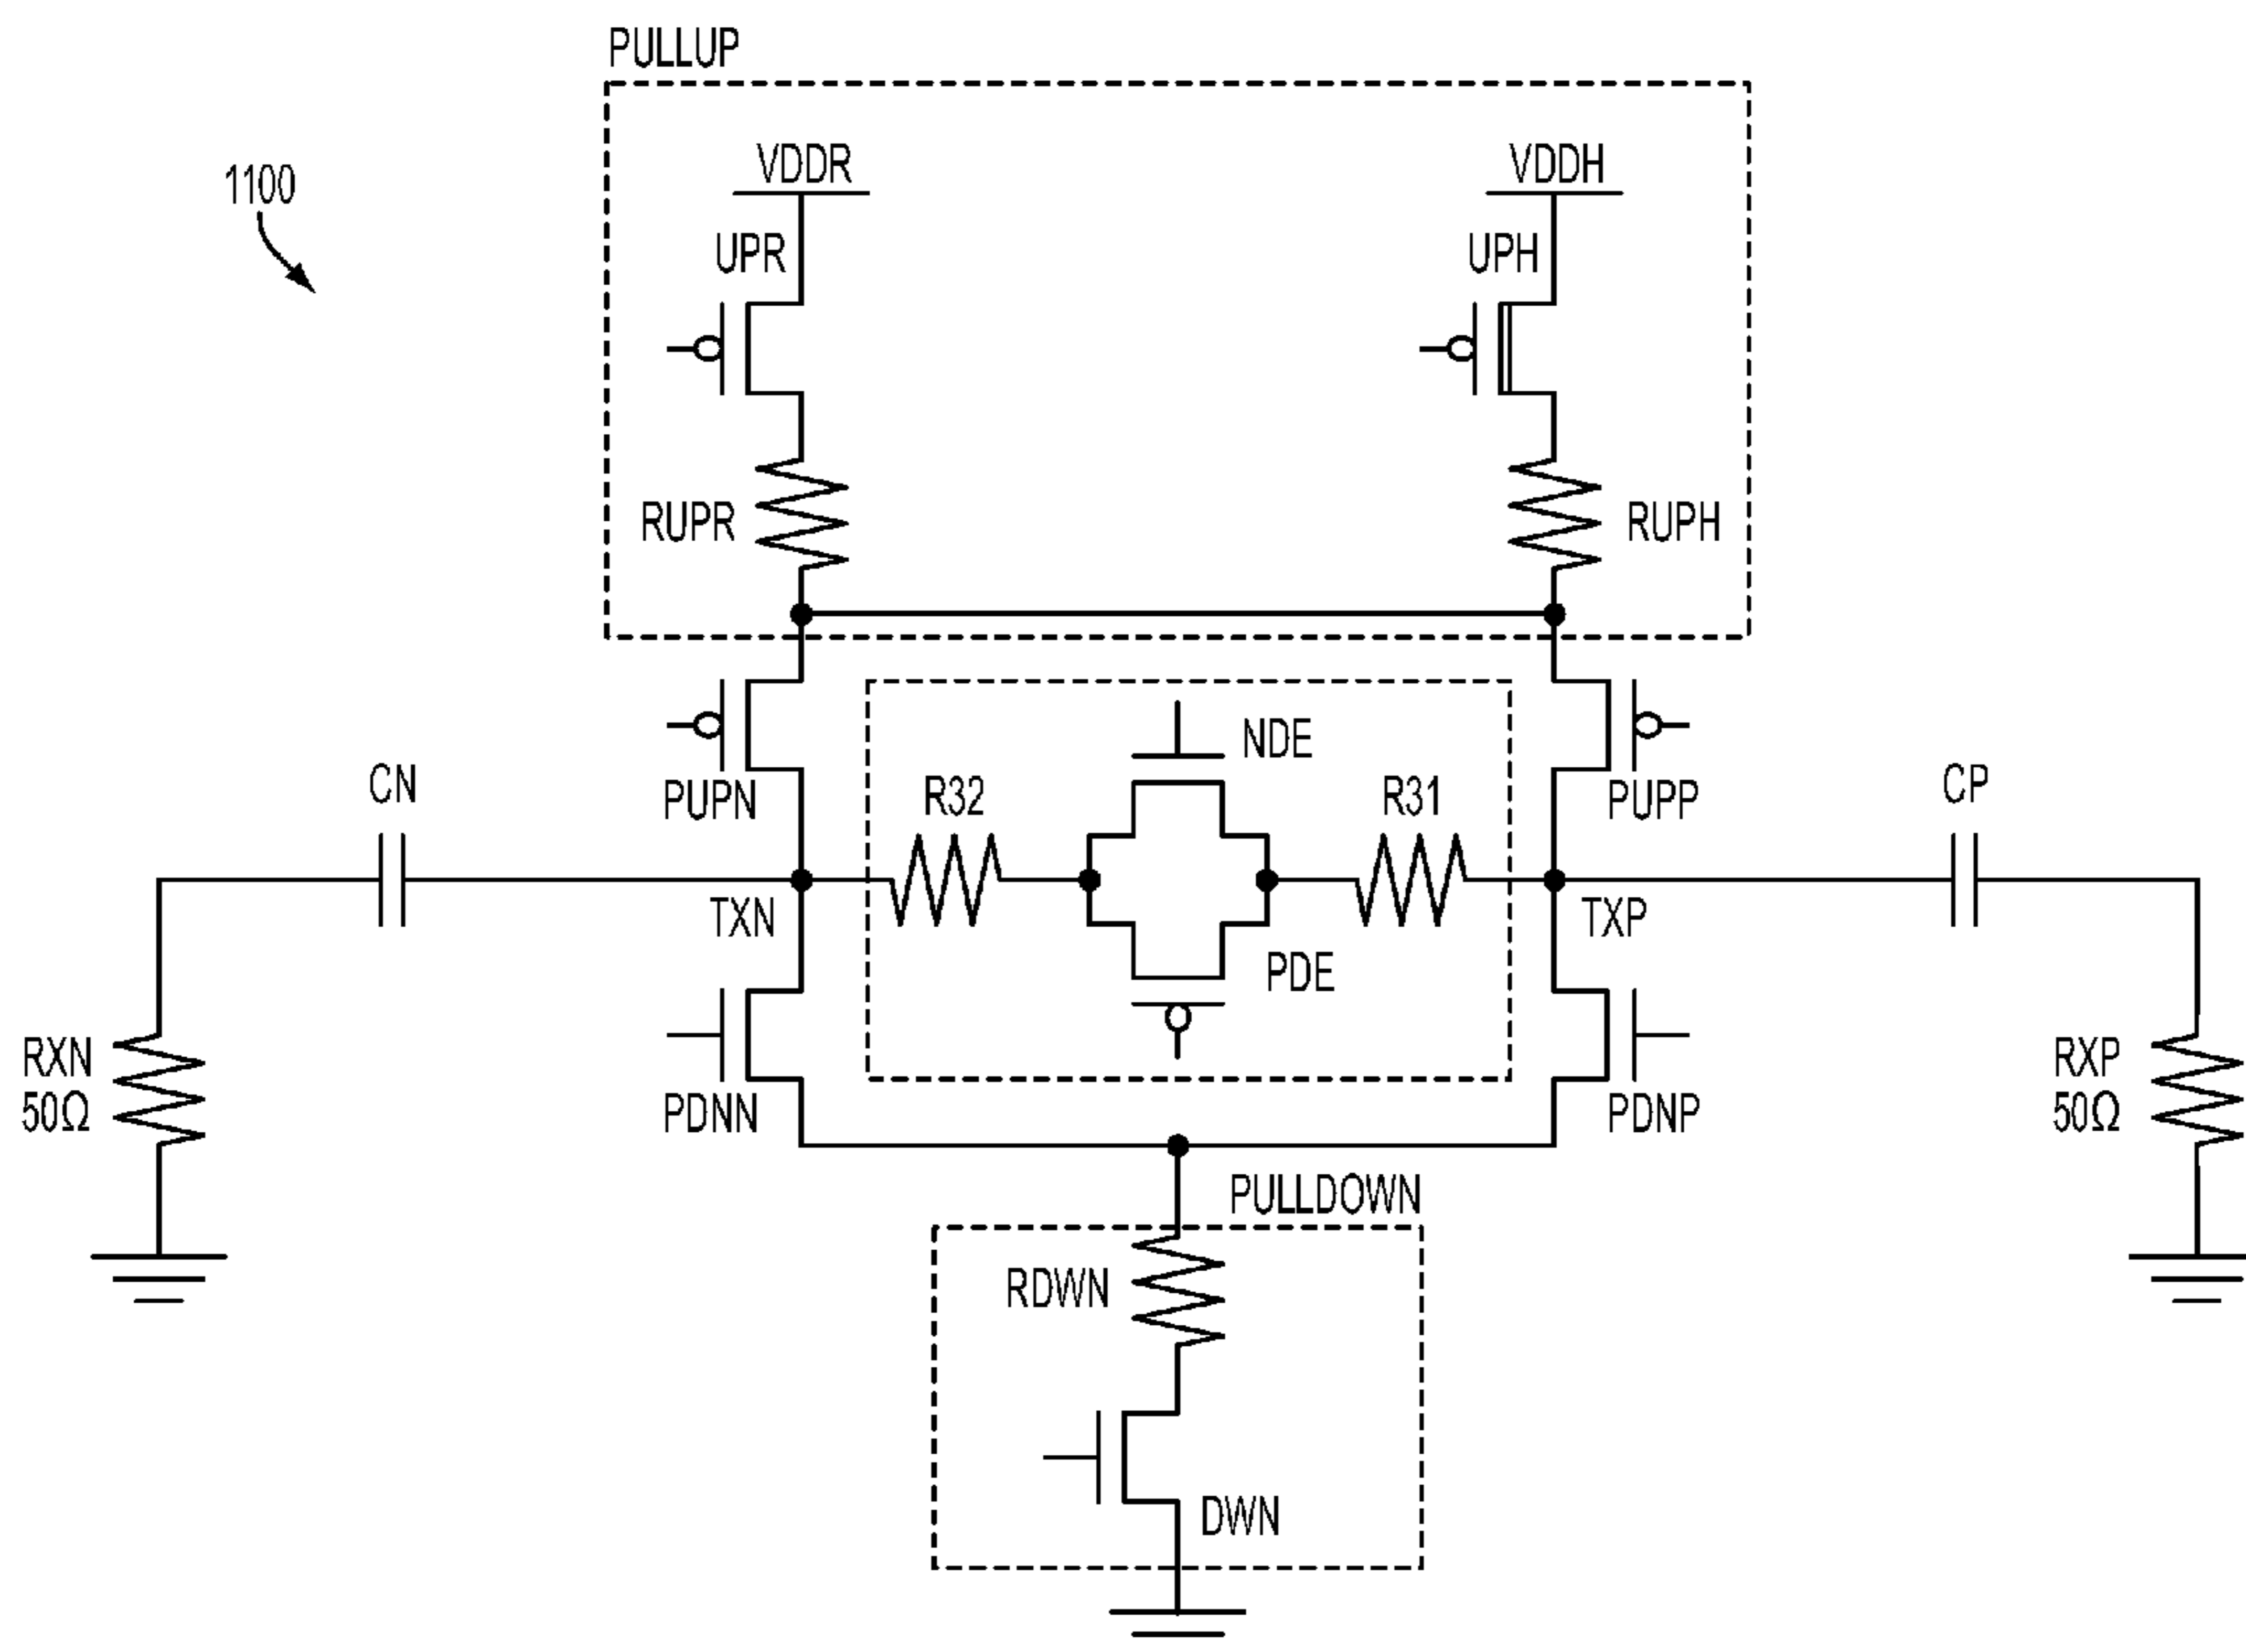 PULLUP
1100
VDDR
VDDH
UPR
UPH
RUPR
RUPH
NDE
CN
PUPN
R32
R31
PUPP
CP
TXN
TXP
PDE
RXN
50Ω
PDNN
PDNP
RXP
50Ω
PULLDOWN
RDWN
DWN